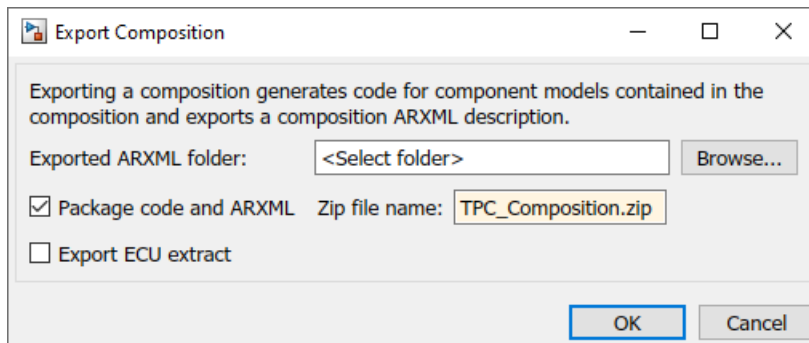 Export Composition
Exporting a composition generates code for component models contained in the
composition and exports a composition ARXML description.
Exported ARXML folder: <Select folder> Browse...
Package code and ARXML Zip file name: TPC_Composition.zip
Export ECU extract
OK Cancel